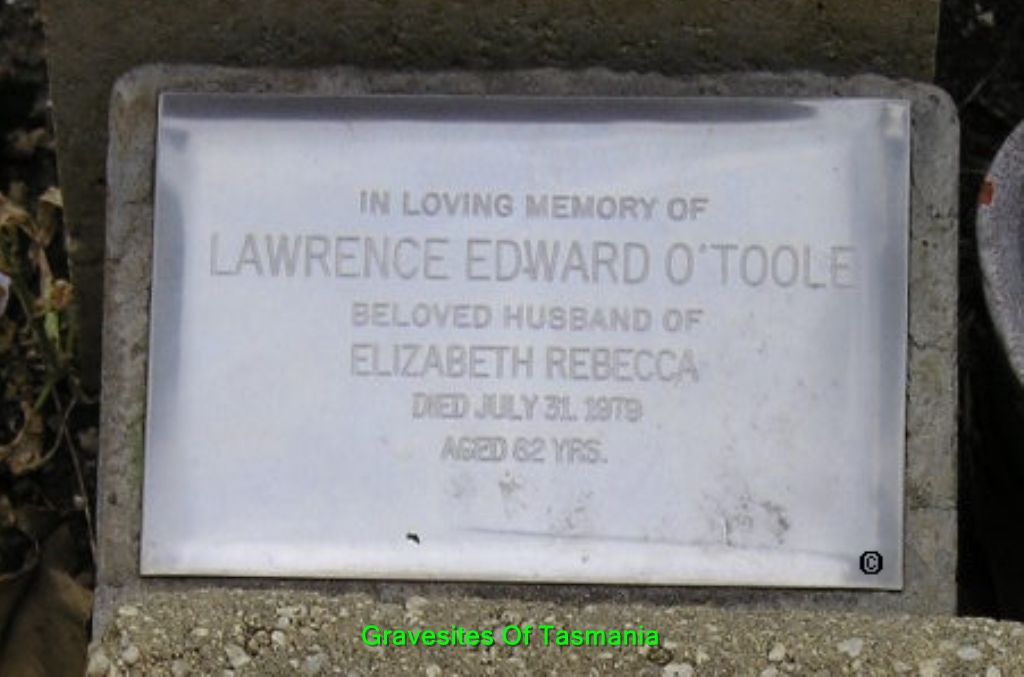 IN LOVING MEMORY OF
LAWRENCE EDWARD O'TOOLE
BELOVED HUSBAND OF
ELIZABETH REBECCA
DIED JULY 31. 1979
AGED 82 YRS.
©
Gravesites Of Tasmania